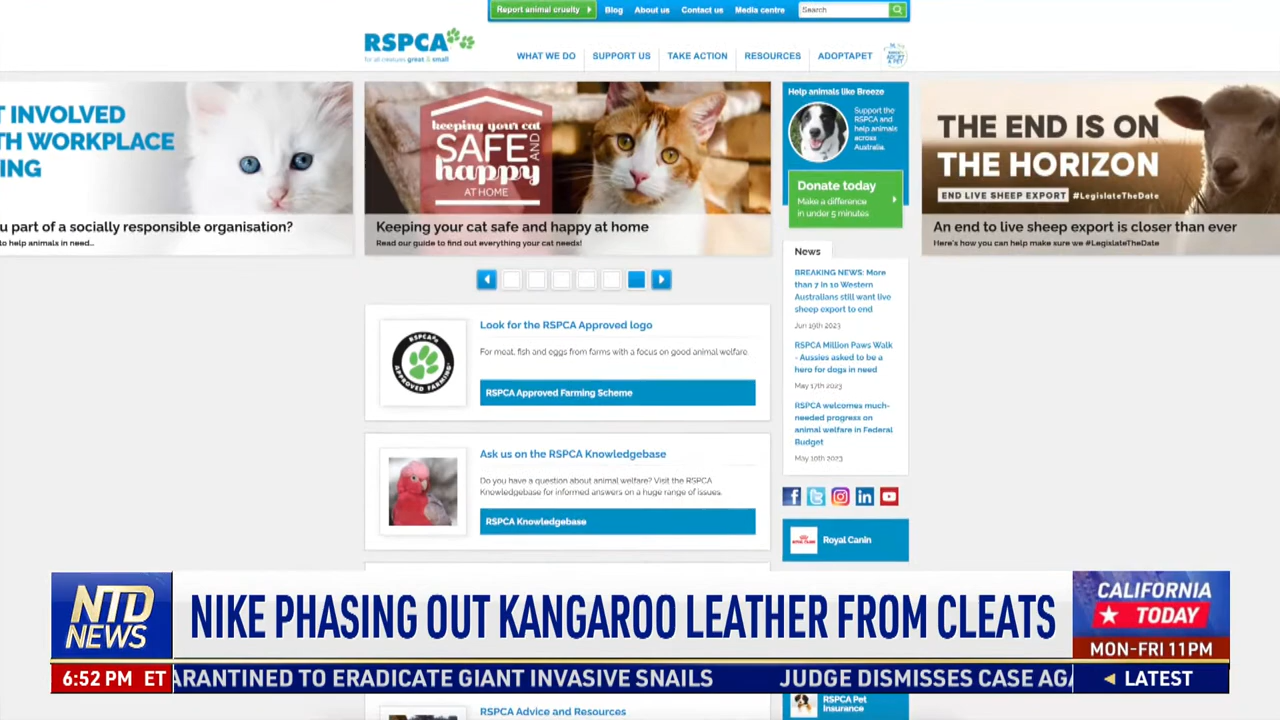 Report animal cruelty
Blog
About us
Contact us
Media centre
Search
RSPCA
for all creatures great & small
WHAT WE DO
SUPPORT US
TAKE ACTION
RESOURCES
ADOPTAPET
T INVOLVED
TH WORKPLACE
ING
u part of a socially responsible organisation?
to help animals in need...
keeping your cat
SAFE
AND
happy
AT HOME
Keeping your cat safe and happy at home
Read our guide to find out everything your cat needs!
Help animals like Breeze
Support the
RSPCA and
help animals
across
Australia.
Donate today
Make a difference
in under 5 minutes
THE END IS ON
THE HORIZON
END LIVE SHEEP EXPORT #LegislateTheDate
An end to live sheep export is closer than ever
Here's how you can help make sure we #LegislateTheDate
News
BREAKING NEWS: More
than 7 in 10 Western
Australians still want live
sheep export to end
Jun 19th 2023
RSPCA Million Paws Walk
- Aussies asked to be a
hero for dogs in need
May 17th 2023
RSPCA welcomes much-
needed progress on
animal welfare in Federal
Budget
May 10th 2023
RSPCA
APPROVED FARMING
Look for the RSPCA Approved logo
For meat, fish and eggs from farms with a focus on good animal welfare.
RSPCA Approved Farming Scheme
Ask us on the RSPCA Knowledgebase
Do you have a question about animal welfare? Visit the RSPCA
Knowledgebase for informed answers on a huge range of issues.
RSPCA Knowledgebase
ROYAL CANIN
Royal Canin
NTD
NEWS
NIKE PHASING OUT KANGAROO LEATHER FROM CLEATS
CALIFORNIA
TODAY
MON-FRI 11PM
6:52 PM ET
ARANTINED TO ERADICATE GIANT INVASIVE SNAILS
JUDGE DISMISSES CASE AGA
LATEST
RSPCA Advice and Resources
RSPCA Pet
Insurance